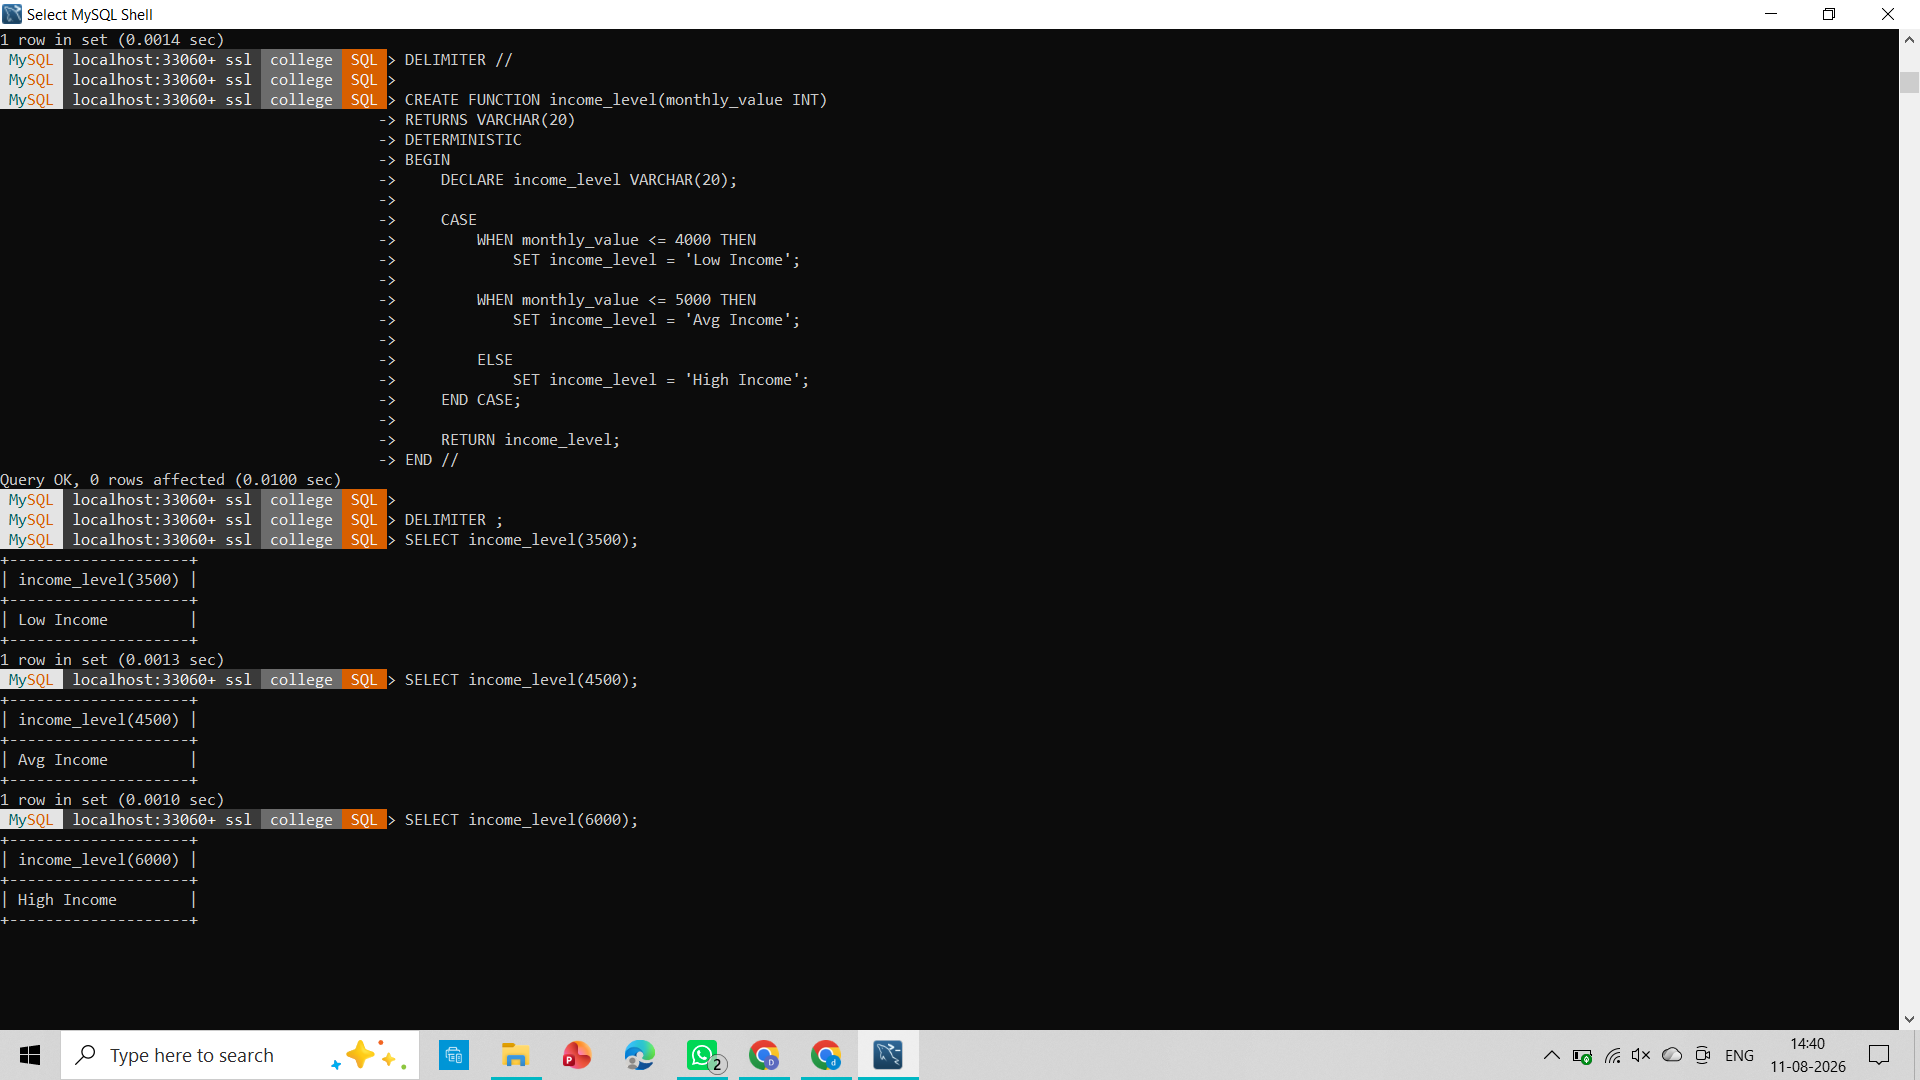 Select MySQL Shell
1 row in set (0.0014 sec)
MySQL localhost:33060+ ssl college SQL > DELIMITER //
MySQL localhost:33060+ ssl college SQL >
MySQL localhost:33060+ ssl college SQL > CREATE FUNCTION income_level(monthly_value INT)
-> RETURNS VARCHAR(20)
-> DETERMINISTIC
-> BEGIN
->     DECLARE income_level VARCHAR(20);
->
->     CASE
->         WHEN monthly_value <= 4000 THEN
->             SET income_level = 'Low Income';
->
->         WHEN monthly_value <= 5000 THEN
->             SET income_level = 'Avg Income';
->
->         ELSE
->             SET income_level = 'High Income';
->     END CASE;
->
->     RETURN income_level;
-> END //
Query OK, 0 rows affected (0.0100 sec)
MySQL localhost:33060+ ssl college SQL >
MySQL localhost:33060+ ssl college SQL > DELIMITER ;
MySQL localhost:33060+ ssl college SQL > SELECT income_level(3500);
+--------------------+
| income_level(3500) |
+--------------------+
| Low Income         |
+--------------------+
1 row in set (0.0013 sec)
MySQL localhost:33060+ ssl college SQL > SELECT income_level(4500);
+--------------------+
| income_level(4500) |
+--------------------+
| Avg Income         |
+--------------------+
1 row in set (0.0010 sec)
MySQL localhost:33060+ ssl college SQL > SELECT income_level(6000);
+--------------------+
| income_level(6000) |
+--------------------+
| High Income        |
+--------------------+
Type here to search
2
ENG
14:40
11-08-2026